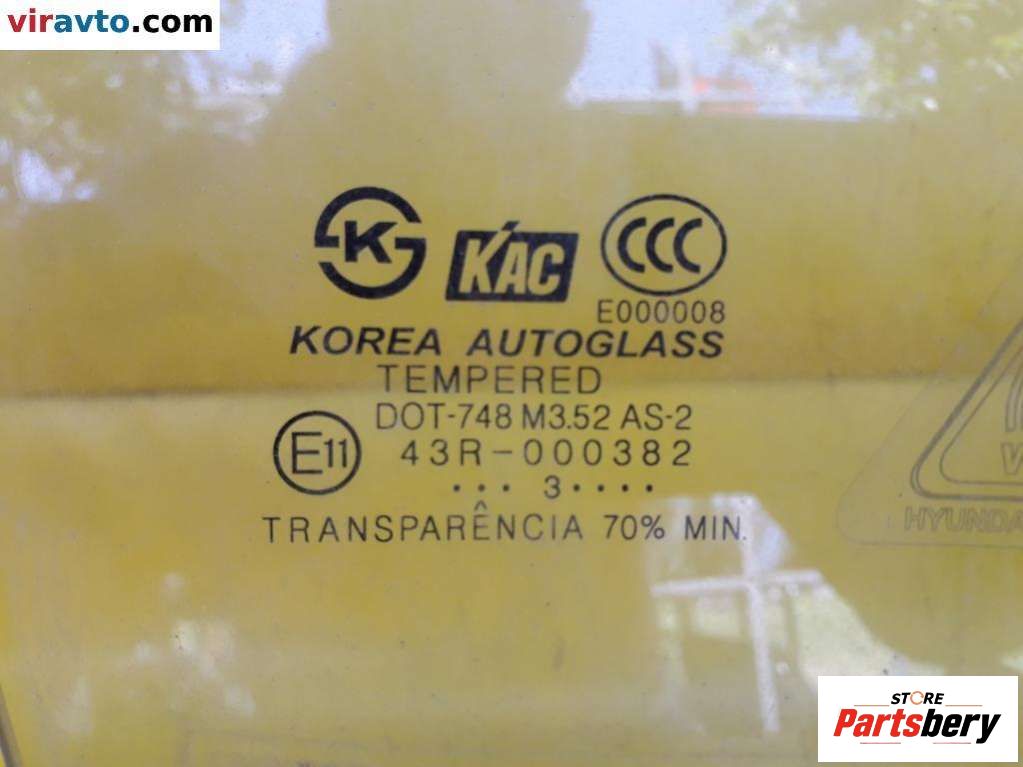 viravto.com
K KAC CCC
E000008
KOREA AUTOGLASS
TEMPERED
DOT-748 M3.52 AS-2
E11 43R-000382
••• 3 ••••
TRANSPARÊNCIA 70% MIN.
STORE
Partsbery